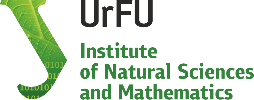 UrFU
Institute
of Natural Sciences
and Mathematics